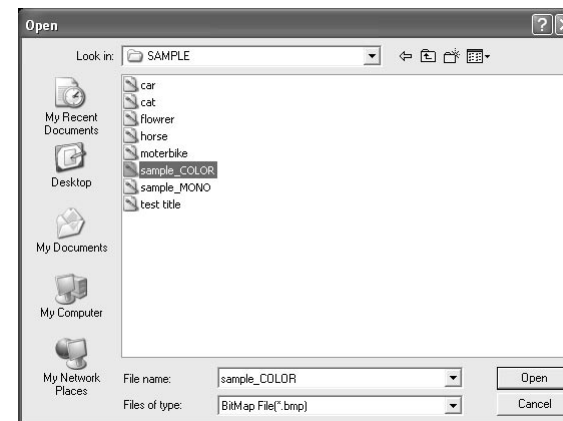 Open
Look in: SAMPLE
My Recent
Documents
Desktop
My Documents
My Computer
My Network
Places
car
cat
flowrer
horse
moterbike
sample_COLOR
sample_MONO
test title
File name: sample_COLOR Open
Files of type: BitMap File(*.bmp) Cancel